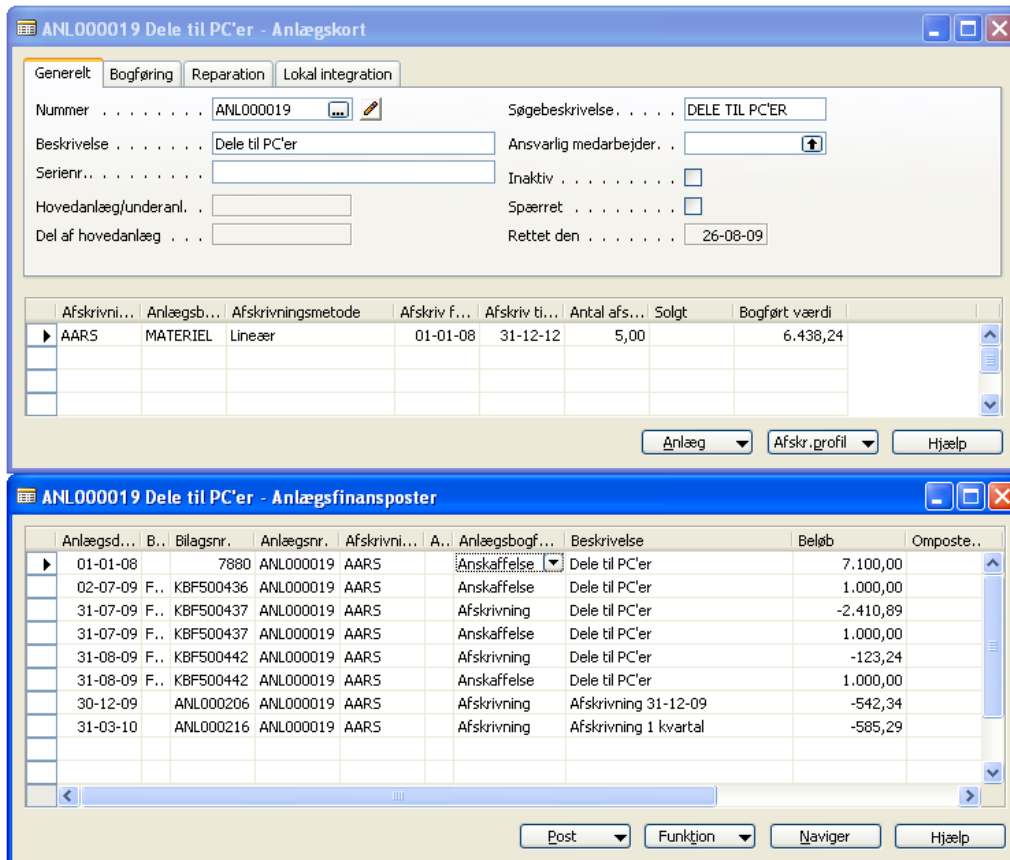 ANL000019 Dele til PC'er - Anlægskort
Generelt Bogføring Reparation Lokal integration
Nummer . . . . . . . . ANL000019 Søgebeskrivelse. . . . . DELE TIL PC'ER
Beskrivelse . . . . . . . Dele til PC'er Ansvarlig medarbejder. .
Serienr.. . . . . . . . . Inaktiv . . . . . . . . .
Hovedanlæg/underanl. . Spærret . . . . . . . .
Del af hovedanlæg . . . Rettet den . . . . . . . 26-08-09
Afskrivni... Anlægsb... Afskrivningsmetode Afskriv f... Afskriv ti... Antal afs... Solgt Bogført værdi
AARS MATERIEL Lineær 01-01-08 31-12-12 5,00 6.438,24
Anlæg Afskr.profil Hjælp
ANL000019 Dele til PC'er - Anlægsfinansposter
Anlægsd... B.. Bilagsnr. Anlægsnr. Afskrivni... A.. Anlægsbogf... Beskrivelse Beløb Omposte..
01-01-08 7880 ANL000019 AARS Anskaffelse Dele til PC'er 7.100,00
02-07-09 F.. KBF500436 ANL000019 AARS Anskaffelse Dele til PC'er 1.000,00
31-07-09 F.. KBF500437 ANL000019 AARS Afskrivning Dele til PC'er -2.410,89
31-07-09 F.. KBF500437 ANL000019 AARS Anskaffelse Dele til PC'er 1.000,00
31-08-09 F.. KBF500442 ANL000019 AARS Afskrivning Dele til PC'er -123,24
31-08-09 F.. KBF500442 ANL000019 AARS Anskaffelse Dele til PC'er 1.000,00
30-12-09 ANL000206 ANL000019 AARS Afskrivning Afskrivning 31-12-09 -542,34
31-03-10 ANL000216 ANL000019 AARS Afskrivning Afskrivning 1 kvartal -585,29
Post Funktion Naviger Hjælp